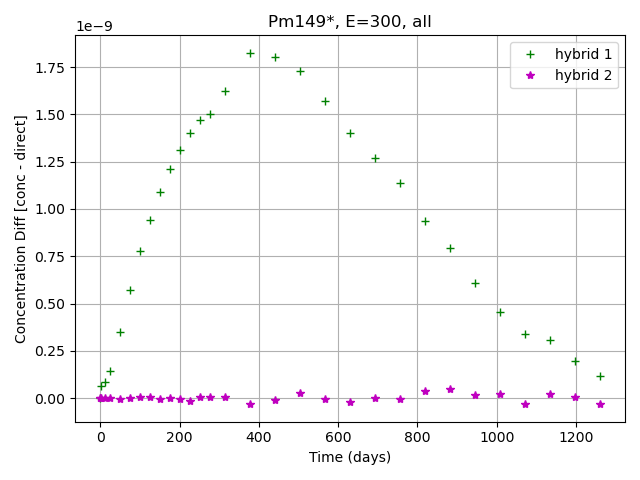 Pm149*, E=300, all
1e−9
hybrid 1
hybrid 2
Concentration Diff [conc - direct]
1.75
1.50
1.25
1.00
0.75
0.50
0.25
0.00
0 200 400 600 800 1000 1200
Time (days)